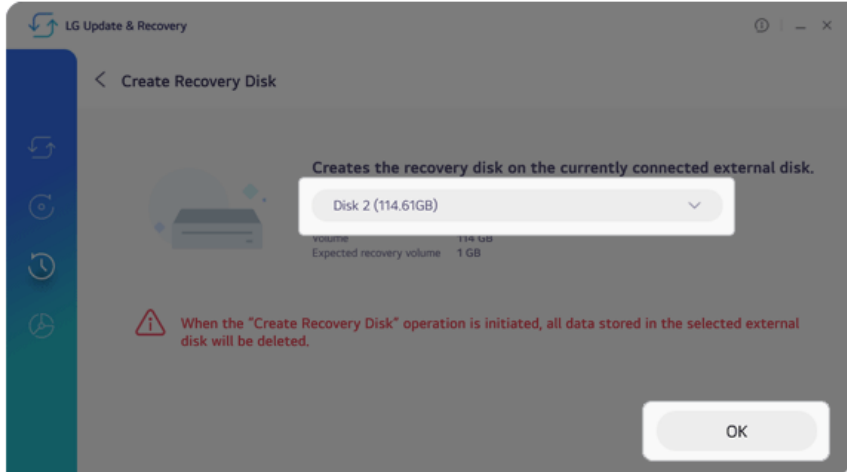 LG Update & Recovery
Create Recovery Disk
Creates the recovery disk on the currently connected external disk.
Disk 2 (114.61GB)
Volume 114 GB
Expected recovery volume 1 GB
When the "Create Recovery Disk" operation is initiated, all data stored in the selected external
disk will be deleted.
OK